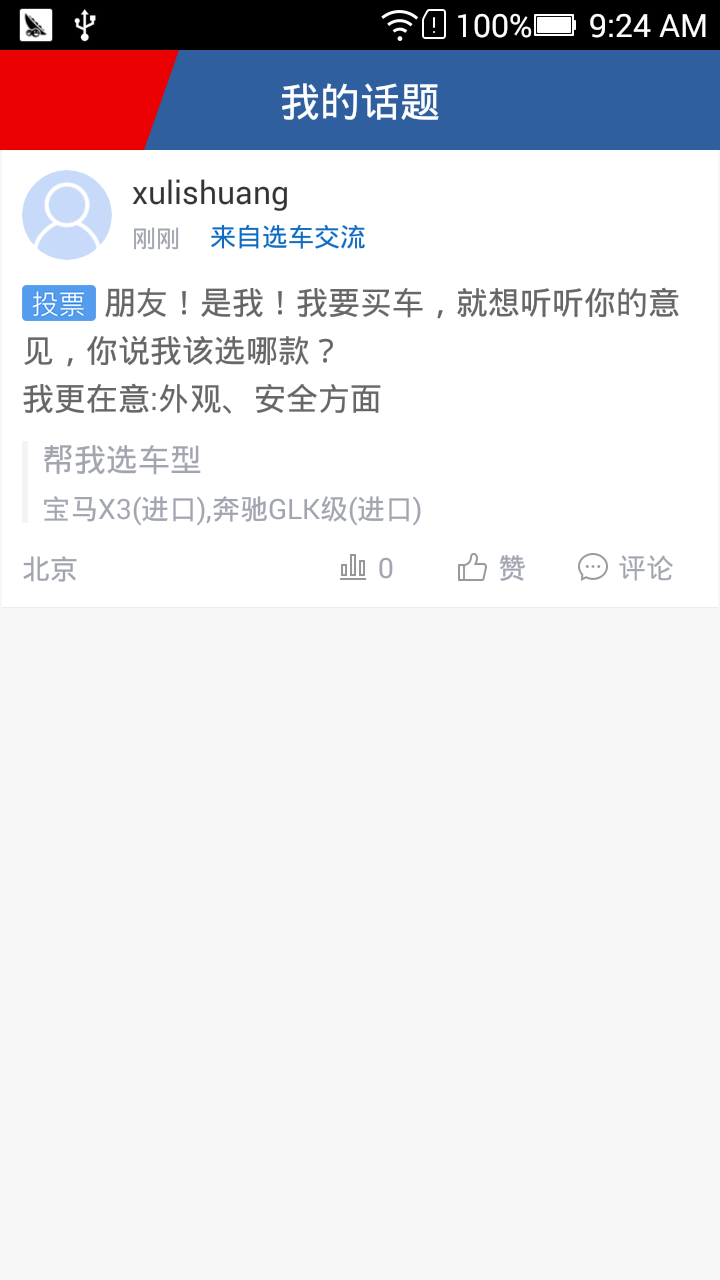 100% 9:24 AM
我的话题
xulishuang
刚刚 来自选车交流
投票 朋友！是我！我要买车，就想听听你的意
见，你说我该选哪款？
我更在意:外观、安全方面
帮我选车型
宝马X3(进口),奔驰GLK级(进口)
北京 0 赞 评论